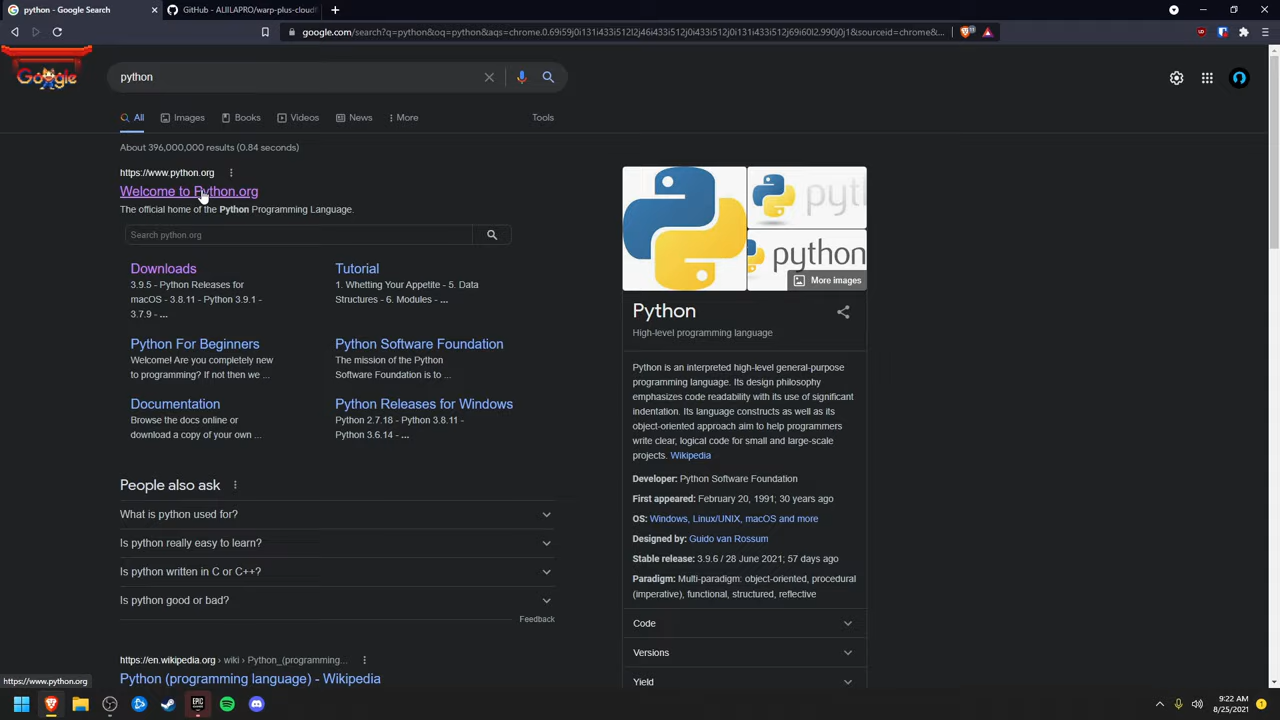 python - Google Search
GitHub - ALIILAPRO/warp-plus-cloudf
google.com/search?q=python&oq=python&aqs=chrome.0.69i59j0i131i433i512l2j46i433i512j0i433i512j0i131i433i512j69i60l2.990j0j1&sourceid=chrome&...
Google
python
All
Images
Books
Videos
News
More
Tools
About 396,000,000 results (0.84 seconds)
https://www.python.org
Welcome to Python.org
The official home of the Python Programming Language.
Search python.org
Downloads
3.9.5 - Python Releases for
macOS - 3.8.11 - Python 3.9.1 -
3.7.9 - ...
Tutorial
1. Whetting Your Appetite - 5. Data
Structures - 6. Modules - ...
Python For Beginners
Welcome! Are you completely new
to programming? If not then we ...
Python Software Foundation
The mission of the Python
Software Foundation is to ...
Documentation
Browse the docs online or
download a copy of your own ...
Python Releases for Windows
Python 2.7.18 - Python 3.8.11 -
Python 3.6.14 - ...
People also ask
What is python used for?
Is python really easy to learn?
Is python written in C or C++?
Is python good or bad?
Feedback
https://en.wikipedia.org › wiki › Python_(programming...
Python (programming language) - Wikipedia
https://www.python.org
pyt
python
More images
Python
High-level programming language
Python is an interpreted high-level general-purpose
programming language. Its design philosophy
emphasizes code readability with its use of significant
indentation. Its language constructs as well as its
object-oriented approach aim to help programmers
write clear, logical code for small and large-scale
projects. Wikipedia
Developer: Python Software Foundation
First appeared: February 20, 1991; 30 years ago
OS: Windows, Linux/UNIX, macOS and more
Designed by: Guido van Rossum
Stable release: 3.9.6 / 28 June 2021; 57 days ago
Paradigm: Multi-paradigm: object-oriented, procedural
(imperative), functional, structured, reflective
Code
Versions
Yield
EPIC
9:22 AM
8/25/2021